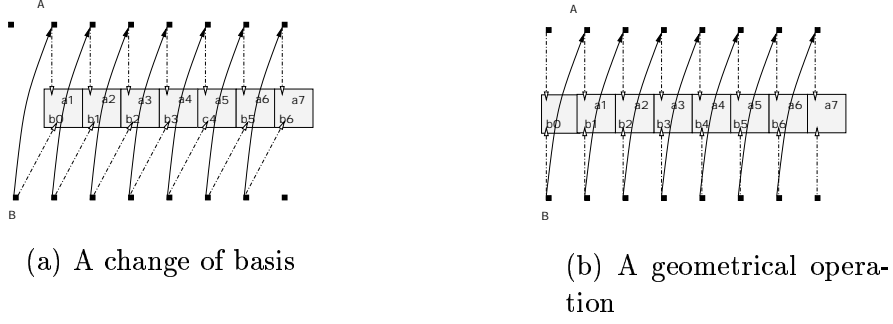 A
a1 a2 a3 a4 a5 a6 a7
b0 b1 b2 b3 c4 b5 b6
B
(a) A change of basis
A
a1 a2 a3 a4 a5 a6 a7
b0 b1 b2 b3 b4 b5 b6
B
(b) A geometrical opera-
tion